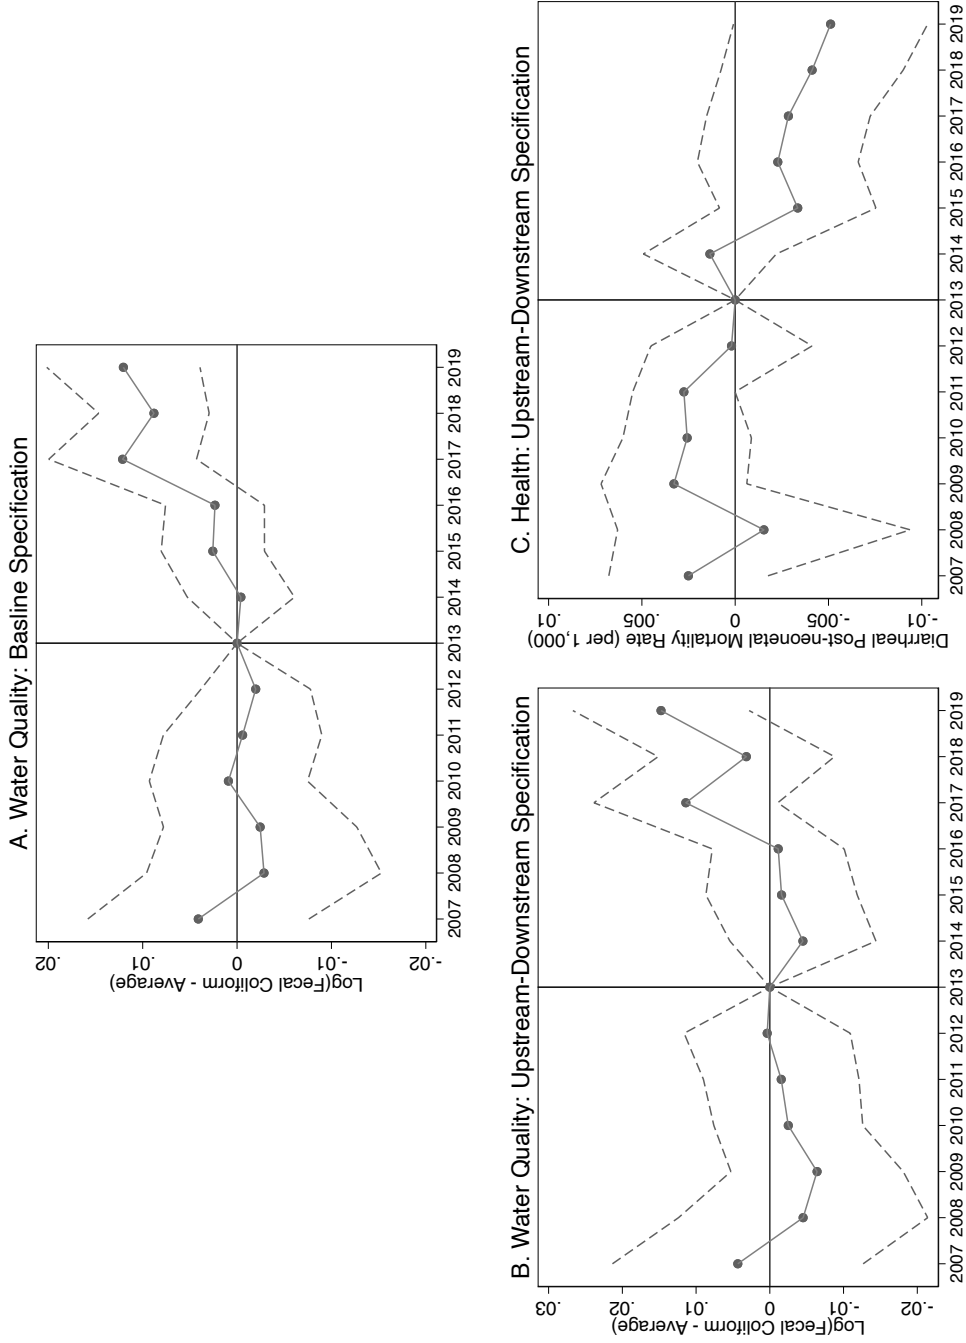 A. Water Quality: Basline Specification
Log(Fecal Coliform - Average)
.02
.01
0
-.01
-.02
2007 2008 2009 2010 2011 2012 2013 2014 2015 2016 2017 2018 2019
B. Water Quality: Upstream-Downstream Specification
Log(Fecal Coliform - Average)
.03
.02
.01
0
-.01
-.02
2007 2008 2009 2010 2011 2012 2013 2014 2015 2016 2017 2018 2019
C. Health: Upstream-Downstream Specification
Diarrheal Post-neonetal Mortality Rate (per 1,000)
.01
.005
0
-.005
-.01
2007 2008 2009 2010 2011 2012 2013 2014 2015 2016 2017 2018 2019